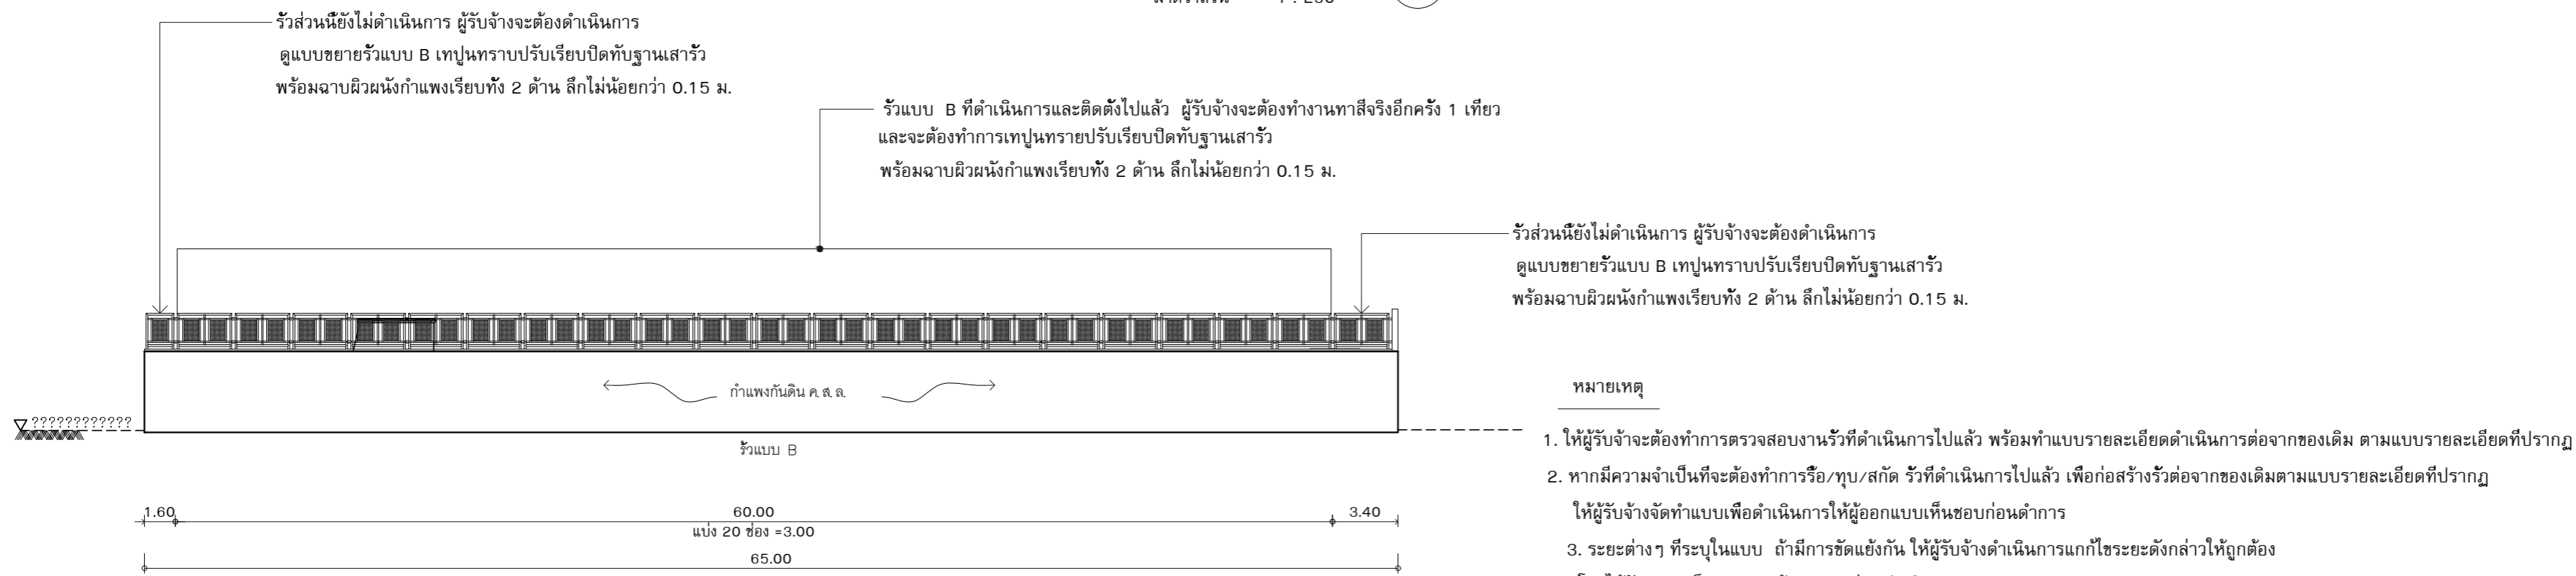 1 : 250
รั้วส่วนนี้ยังไม่ดำเนินการ ผู้รับจ้างจะต้องดำเนินการ
ดูแบบขยายรั้วแบบ B เทปูนทราบปรับเรียบปิดทับฐานเสารั้ว
พร้อมฉาบผิวผนังกำแพงเรียบทั้ง 2 ด้าน ลึกไม่น้อยกว่า 0.15 ม.
รั้วแบบ B ที่ดำเนินการและติดตั้งไปแล้ว ผู้รับจ้างจะต้องทำงานทาสีจริงอีกครั้ง 1 เที่ยว
และจะต้องทำการเทปูนทรายปรับเรียบปิดทับฐานเสารั้ว
พร้อมฉาบผิวผนังกำแพงเรียบทั้ง 2 ด้าน ลึกไม่น้อยกว่า 0.15 ม.
รั้วส่วนนี้ยังไม่ดำเนินการ ผู้รับจ้างจะต้องดำเนินการ
ดูแบบขยายรั้วแบบ B เทปูนทราบปรับเรียบปิดทับฐานเสารั้ว
พร้อมฉาบผิวผนังกำแพงเรียบทั้ง 2 ด้าน ลึกไม่น้อยกว่า 0.15 ม.
กำแพงกันดิน ค.ส.ล.
????????????
รั้วแบบ B
1.60
60.00
3.40
แบ่ง 20 ช่อง =3.00
65.00
หมายเหตุ
1. ให้ผู้รับจ้าจะต้องทำการตรวจสอบงานรั้วที่ดำเนินการไปแล้ว พร้อมทำแบบรายละเอียดดำเนินการต่อจากของเดิม ตามแบบรายละเอียดที่ปรากฏ
2. หากมีความจำเป็นที่จะต้องทำการรื้อ/ทุบ/สกัด รั้วที่ดำเนินการไปแล้ว เพื่อก่อสร้างรั้วต่อจากของเดิมตามแบบรายละเอียดที่ปรากฏ
ให้ผู้รับจ้างจัดทำแบบเพื่อดำเนินการให้ผู้ออกแบบเห็นชอบก่อนดำการ
3. ระยะต่างๆ ที่ระบุในแบบ ถ้ามีการขัดแย้งกัน ให้ผู้รับจ้างดำเนินการแกก้ไขระยะดังกล่าวให้ถูกต้อง